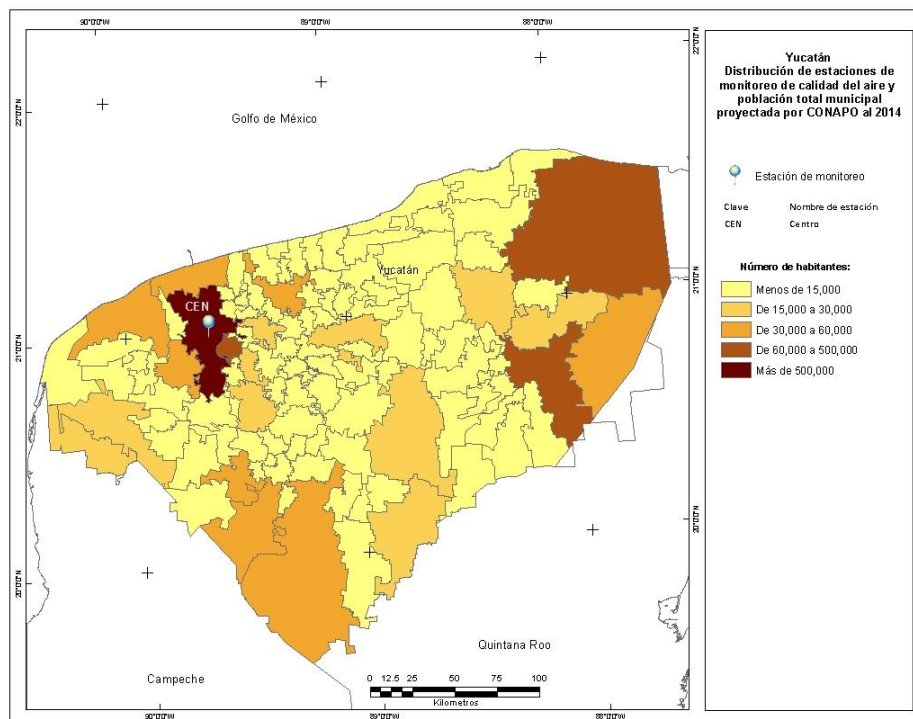 90°0'0"W
89°0'0"W
88°0'0"W
22°0'0"N
22°0'0"N
Golfo de México
Yucatán
21°0'0"N
CEN
21°0'0"N
20°0'0"N
20°0'0"N
Campeche
Quintana Roo
0 12.5 25 50 75 100
Kilometros
90°0'0"W
89°0'0"W
88°0'0"W
Yucatán
Distribución de estaciones de
monitoreo de calidad del aire y
población total municipal
proyectada por CONAPO al 2014
Estación de monitoreo
Clave Nombre de estación
CEN Centro
Número de habitantes:
Menos de 15,000
De 15,000 a 30,000
De 30,000 a 60,000
De 60,000 a 500,000
Más de 500,000